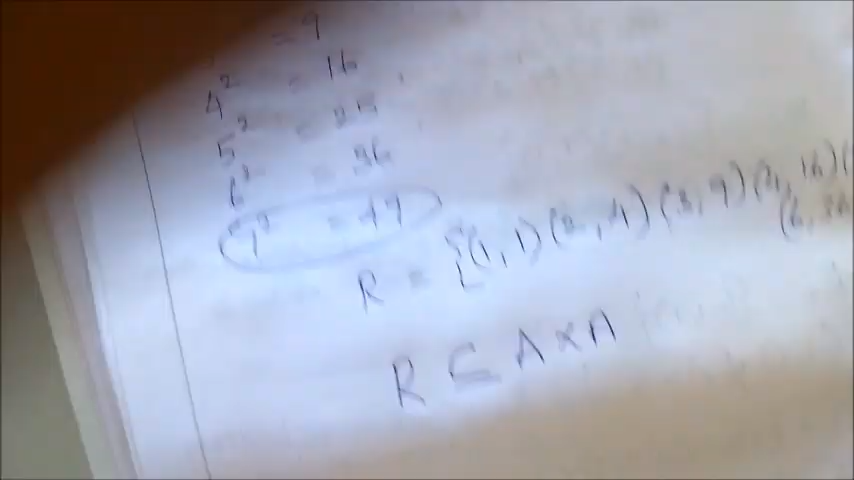 = 9
4² = 16
5² = 25
6² = 36
7² = 49
R = {(1,1)(2,4)(3,9)(4,16)(
(6,36
R ⊆ A × A